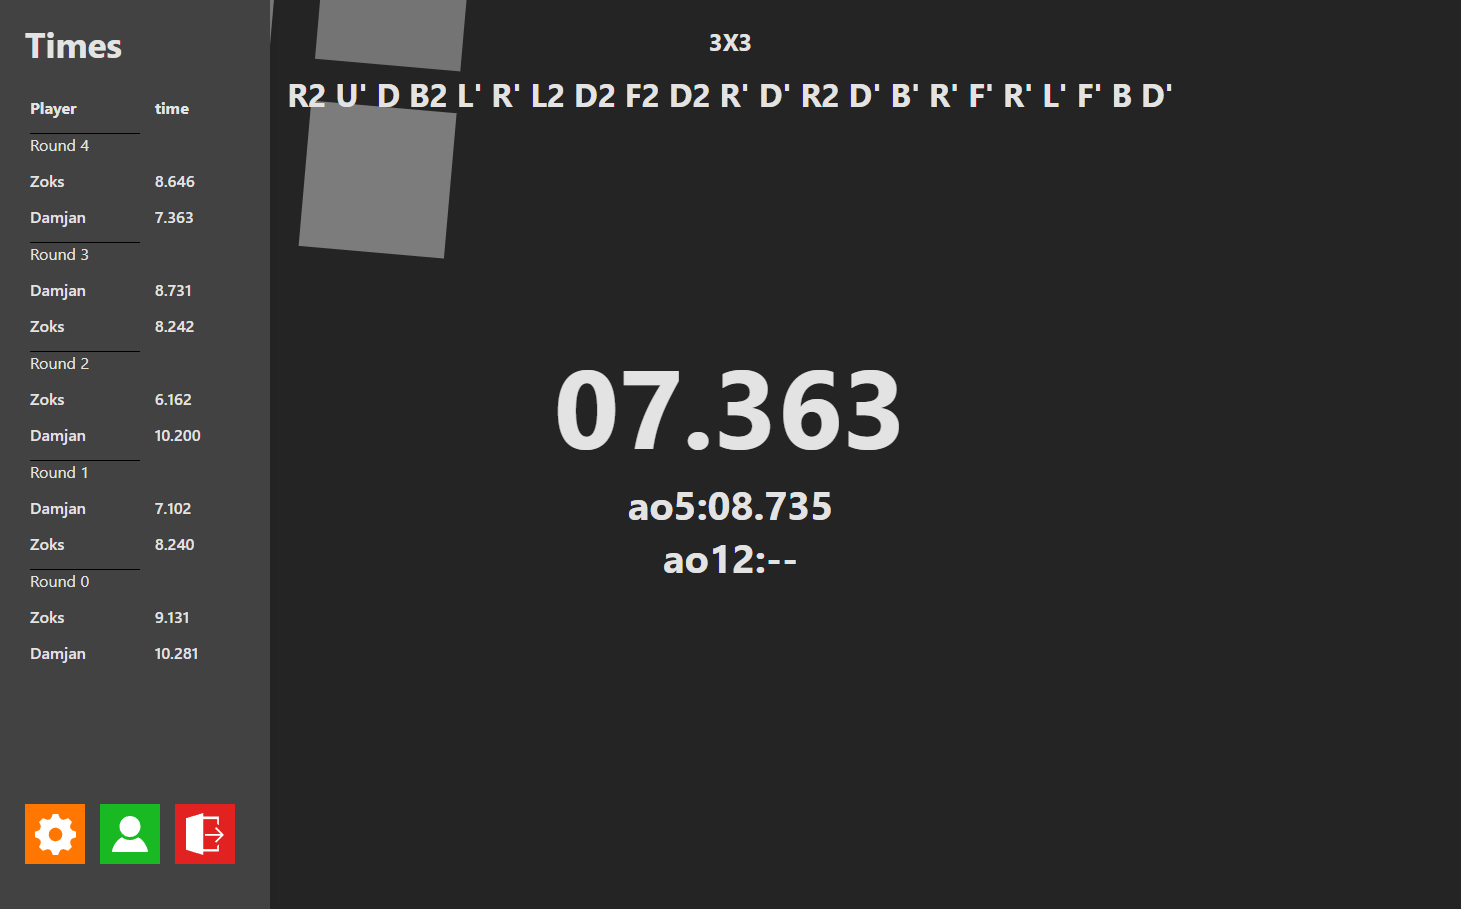 Times
Player time
Round 4
Zoks 8.646
Damjan 7.363
Round 3
Damjan 8.731
Zoks 8.242
Round 2
Zoks 6.162
Damjan 10.200
Round 1
Damjan 7.102
Zoks 8.240
Round 0
Zoks 9.131
Damjan 10.281
3X3
R2 U' D B2 L' R' L2 D2 F2 D2 R' D' R2 D' B' R' F' R' L' F' B D'
07.363
ao5:08.735
ao12:--